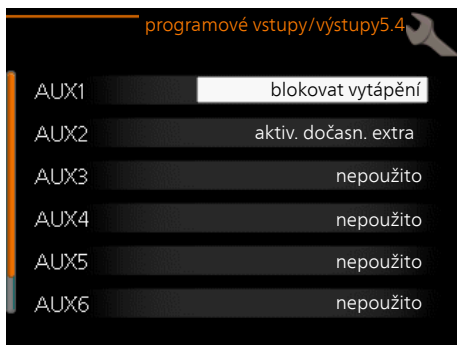 programové vstupy/výstupy5.4
AUX1 blokovat vytápění
AUX2 aktiv. dočasn. extra
AUX3 nepoužito
AUX4 nepoužito
AUX5 nepoužito
AUX6 nepoužito